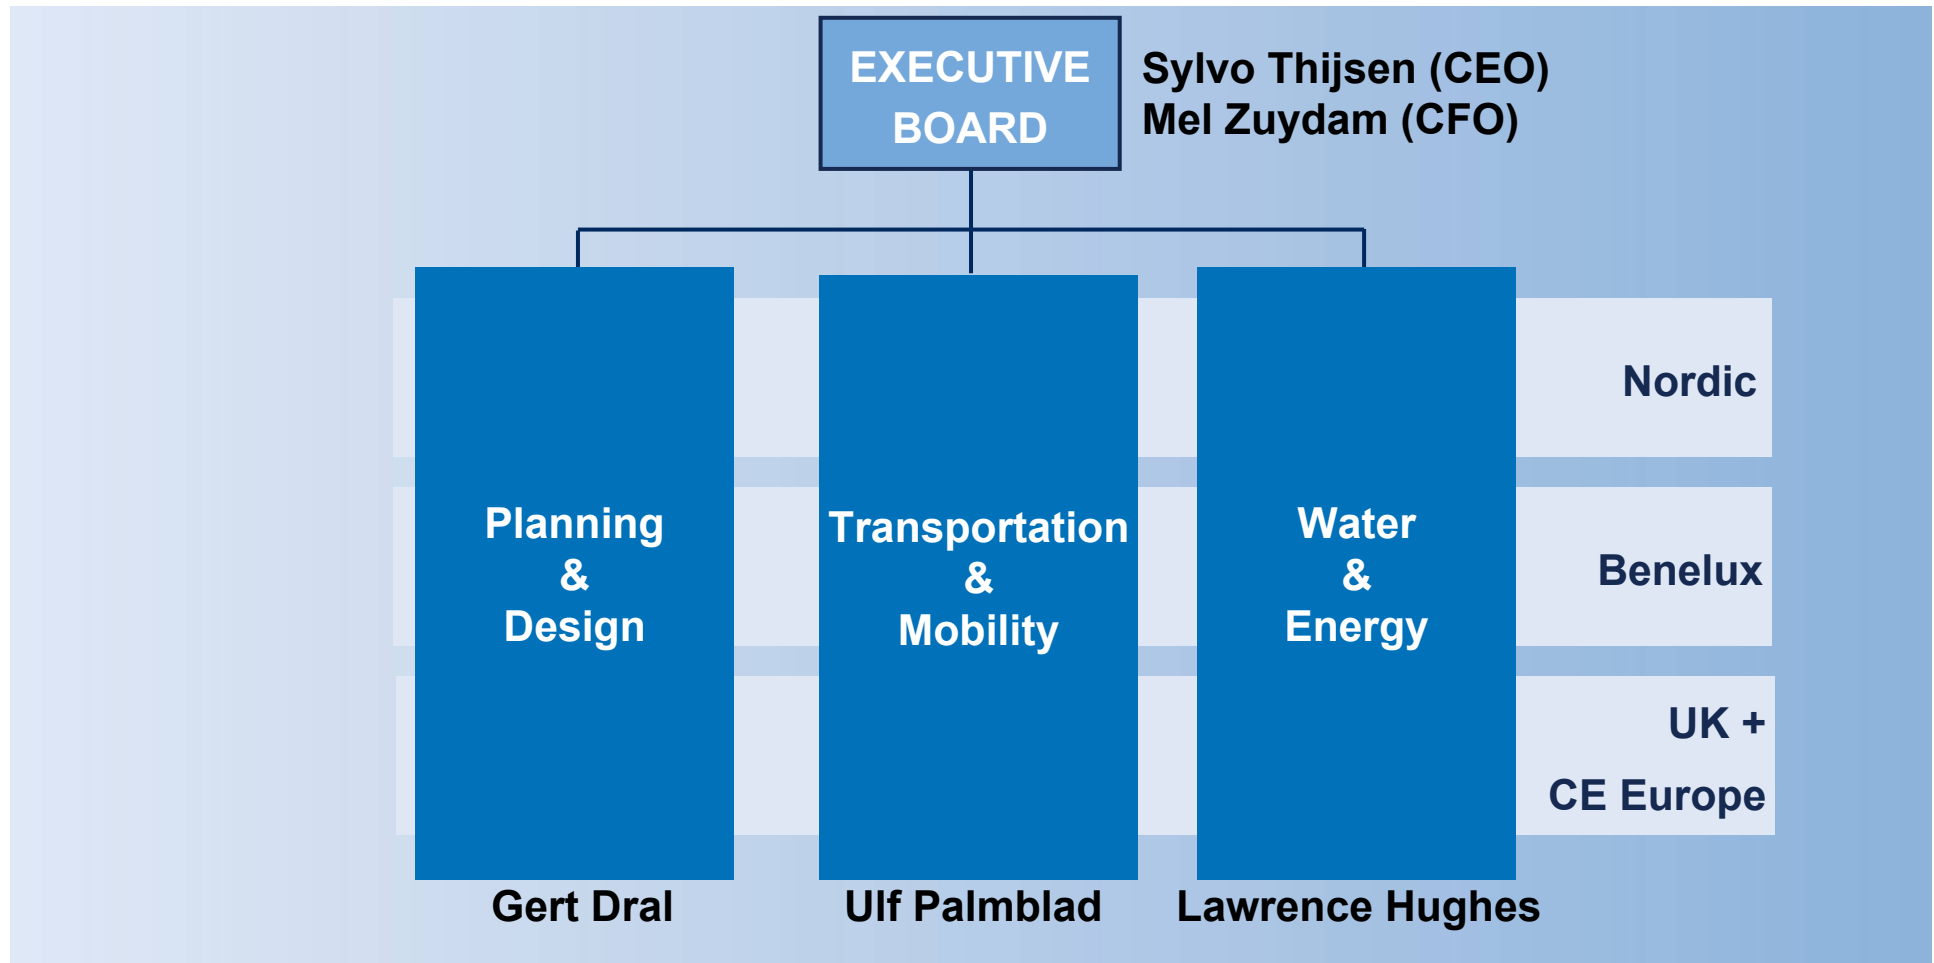 EXECUTIVE
BOARD
Sylvo Thijsen (CEO)
Mel Zuydam (CFO)
Planning
&
Design
Transportation
&
Mobility
Water
&
Energy
Nordic
Benelux
UK +
CE Europe
Gert Dral
Ulf Palmblad
Lawrence Hughes